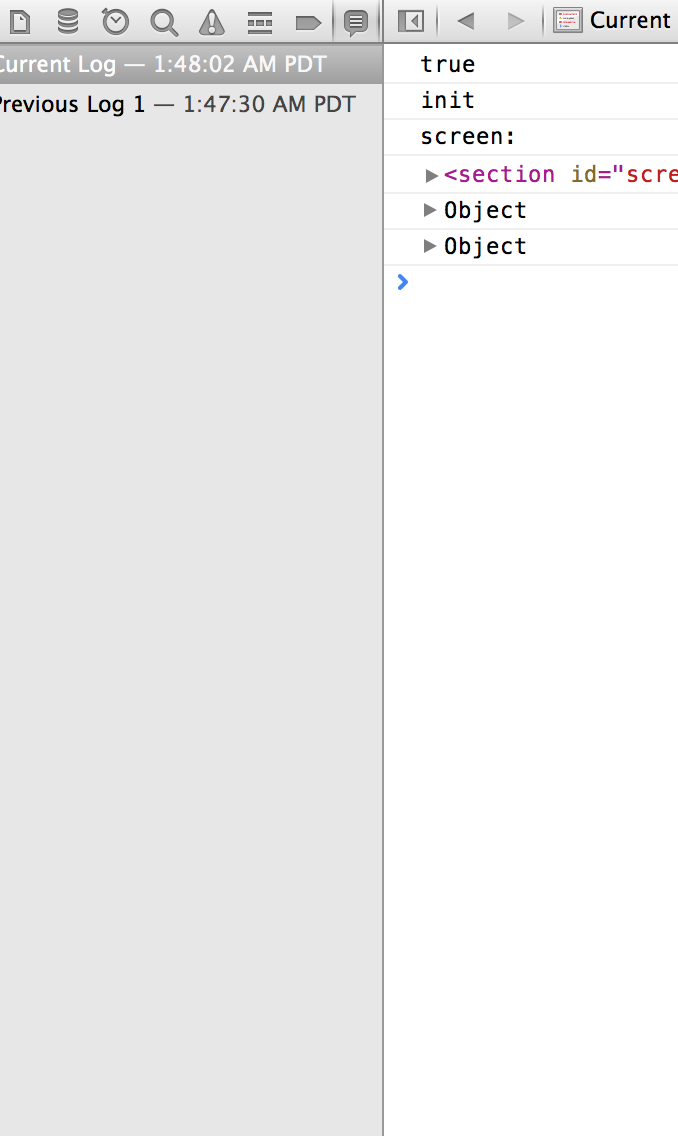 Current Log — 1:48:02 AM PDT
Previous Log 1 — 1:47:30 AM PDT
Current
true
init
screen:
<section id="scre
Object
Object